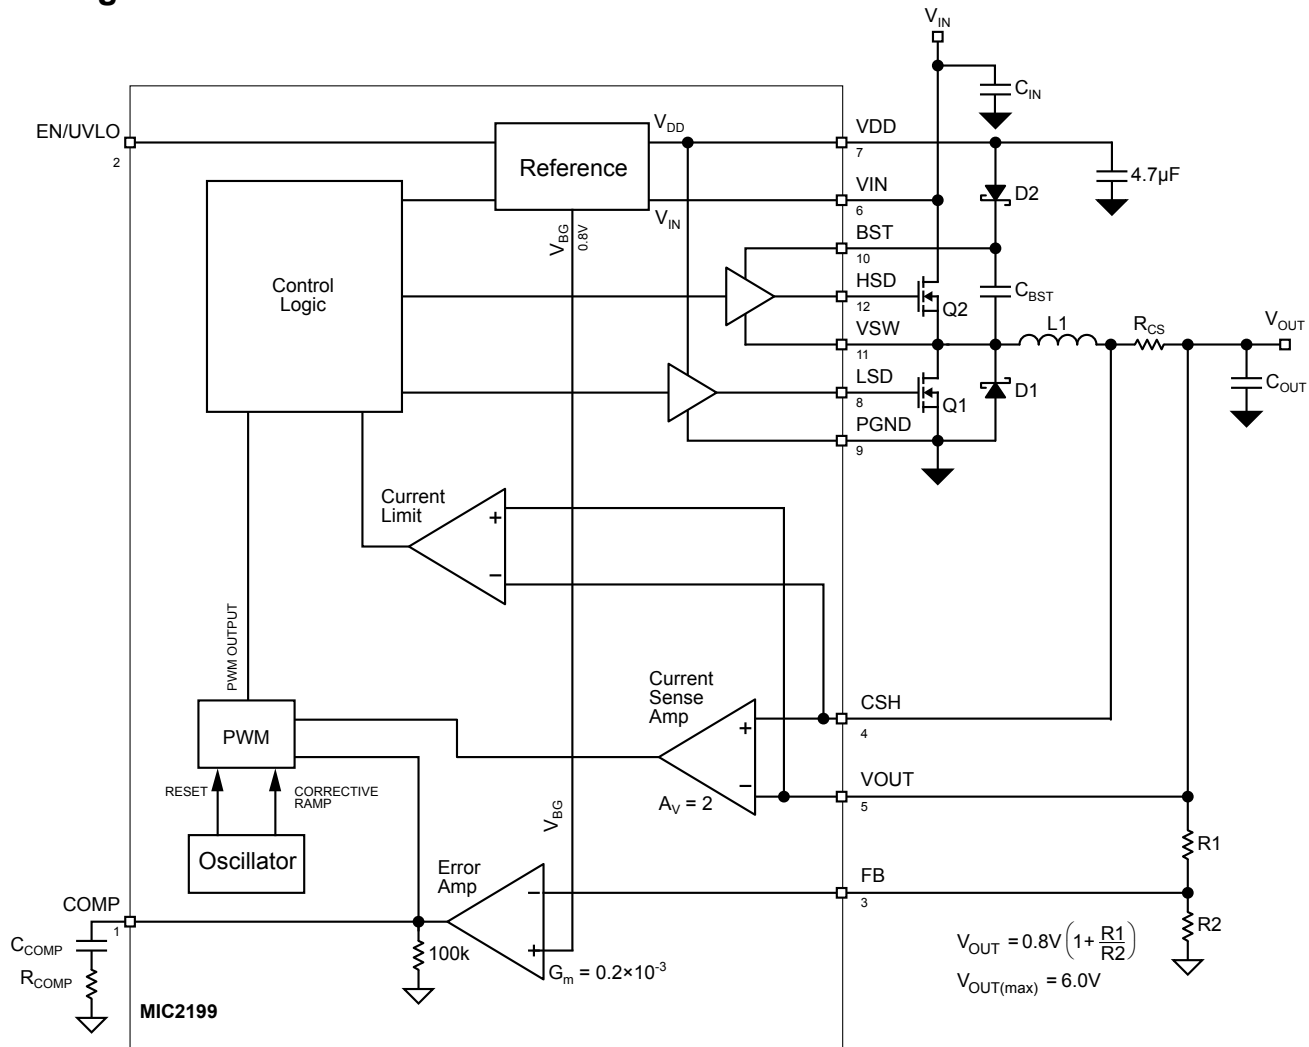 g
V_IN
C_IN
EN/UVLO
2
Reference
V_DD
V_IN
VDD
7
4.7µF
VIN
6
D2
V_BG
0.8V
BST
10
Control
Logic
HSD
12
Q2
C_BST
VSW
11
L1
R_CS
V_OUT
LSD
8
Q1
D1
C_OUT
PGND
9
Current
Limit
+
−
PWM OUTPUT
Current
Sense
Amp
+
−
A_V = 2
CSH
4
PWM
RESET
CORRECTIVE
RAMP
VOUT
5
V_BG
R1
Oscillator
Error
Amp
−
+
FB
3
COMP
1
R2
C_COMP
100k
G_m = 0.2×10^-3
R_COMP
V_OUT = 0.8V(1+R1/R2)
V_OUT(max) = 6.0V
MIC2199